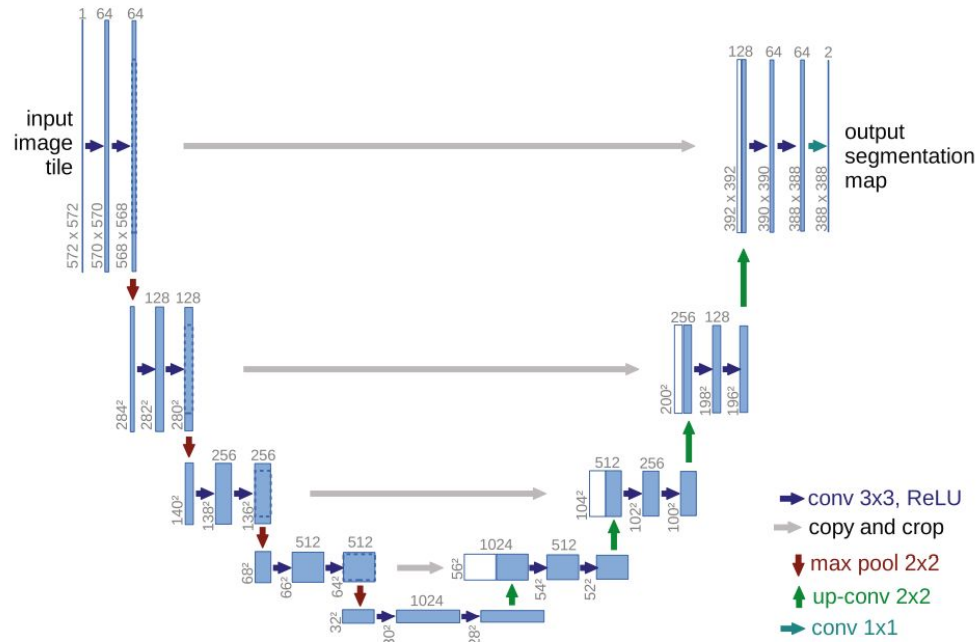 1 64 64
input
image
tile
572 x 572
570 x 570
568 x 568
128 64 64 2
output
segmentation
map
392 x 392
390 x 390
388 x 388
388 x 388
128 128
284²
282²
280²
256 128
200²
198²
196²
256 256
140²
138²
136²
512 256
104²
102²
100²
512 512
68²
66²
64²
1024 512
56²
54²
52²
1024
32²
30²
28²
conv 3x3, ReLU
copy and crop
max pool 2x2
up-conv 2x2
conv 1x1